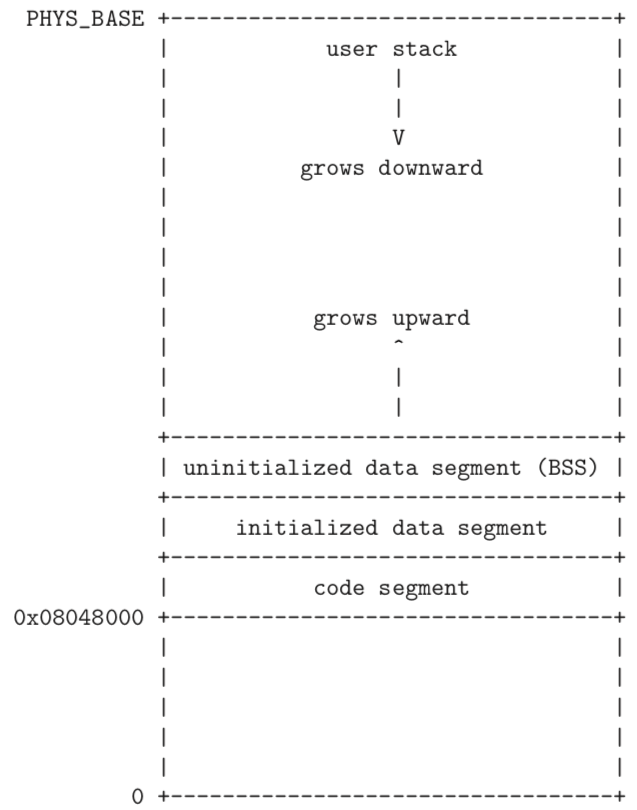 PHYS_BASE +----------------------------------+
          |            user stack            |
          |                 |                |
          |                 |                |
          |                 V                |
          |          grows downward          |
          |                                  |
          |                                  |
          |                                  |
          |                                  |
          |           grows upward           |
          |                 ^                |
          |                 |                |
          |                 |                |
          +----------------------------------+
          | uninitialized data segment (BSS) |
          +----------------------------------+
          |     initialized data segment     |
          +----------------------------------+
          |           code segment           |
0x08048000 +----------------------------------+
          |                                  |
          |                                  |
          |                                  |
          |                                  |
          |                                  |
        0 +----------------------------------+